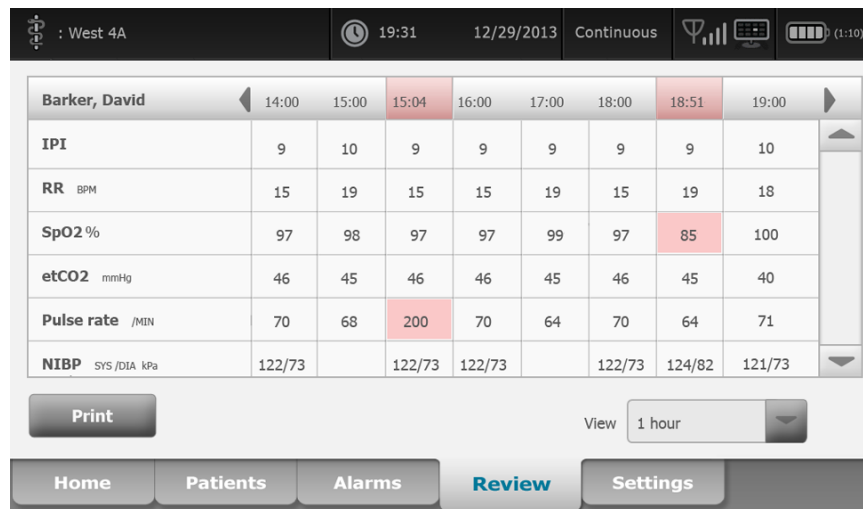 : West 4A 19:31 12/29/2013 Continuous (1:10)
Barker, David 14:00 15:00 15:04 16:00 17:00 18:00 18:51 19:00
IPI 9 10 9 9 9 9 9 10
RR BPM 15 19 15 15 19 15 19 18
SpO2 % 97 98 97 97 99 97 85 100
etCO2 mmHg 46 45 46 46 45 46 45 40
Pulse rate /MIN 70 68 200 70 64 70 64 71
NIBP SYS /DIA kPa 122/73 122/73 122/73 122/73 124/82 121/73
Print View 1 hour
Home Patients Alarms Review Settings